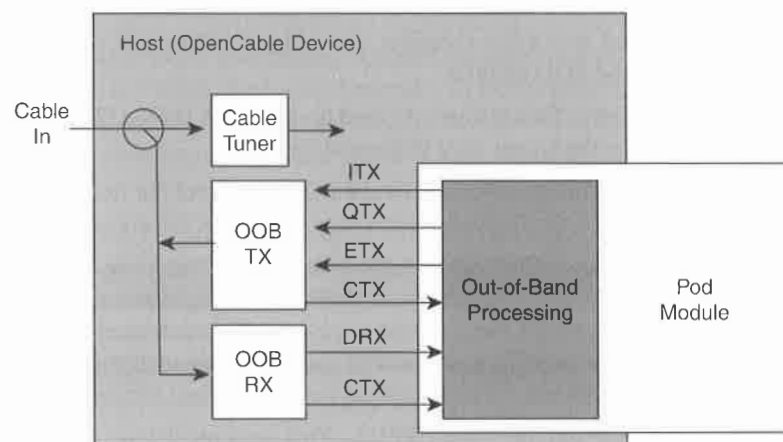 Host (OpenCable Device)
Cable
In
Cable
Tuner
ITX
QTX
ETX
CTX
OOB
TX
DRX
CTX
OOB
RX
Out-of-Band
Processing
Pod
Module